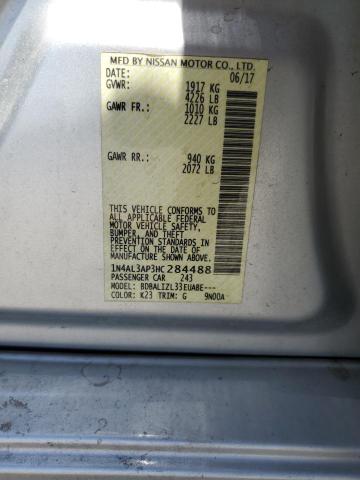 MFD BY NISSAN MOTOR CO., LTD.
DATE: 06/17
GVWR: 1917 KG
4226 LB
GAWR FR.: 1010 KG
2227 LB
GAWR RR.: 940 KG
2072 LB
THIS VEHICLE CONFORMS TO
ALL APPLICABLE FEDERAL
MOTOR VEHICLE SAFETY,
BUMPER, AND THEFT
PREVENTION STANDARDS IN
EFFECT ON THE DATE OF
MANUFACTURE SHOWN ABOVE.
1N4AL3AP3HC284488
PASSENGER CAR 243
MODEL: BDBALIZL33EUABE---
COLOR: K23 TRIM: G 9N00A